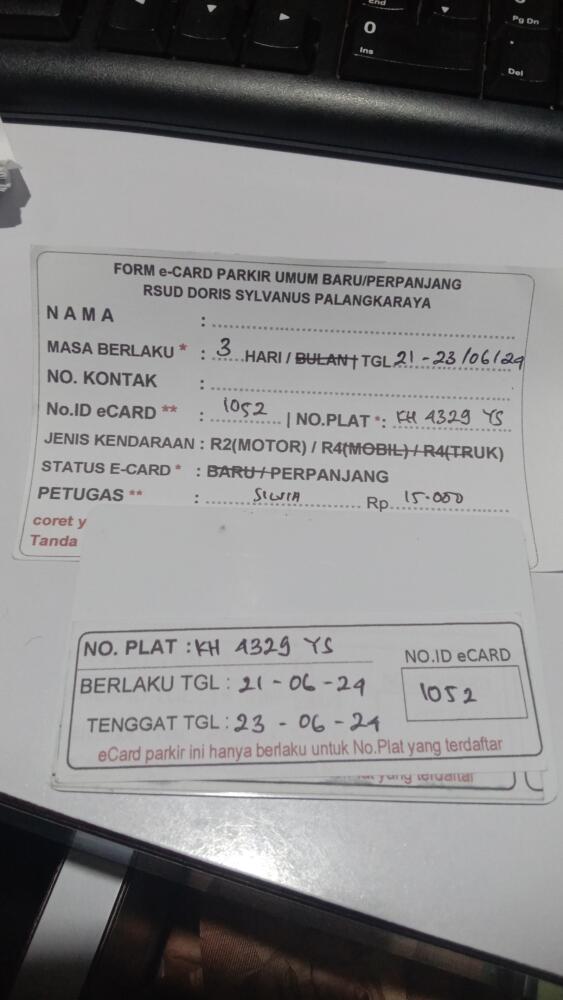 End
0
Ins
Pg Dn
.
Del
FORM e-CARD PARKIR UMUM BARU/PERPANJANG
RSUD DORIS SYLVANUS PALANGKARAYA
NAMA :
MASA BERLAKU * : 3 HARI / BULAN / TGL 21 - 23/06/24
NO. KONTAK :
No.ID eCARD ** : 1052 | NO.PLAT *: KH 4329 YS
JENIS KENDARAAN : R2(MOTOR) / R4(MOBIL) / R4(TRUK)
STATUS E-CARD * : BARU / PERPANJANG
PETUGAS ** : SILVIA Rp 15.000
coret y
Tanda
NO. PLAT : KH 4329 YS
NO.ID eCARD
BERLAKU TGL : 21 - 06 - 24
1052
TENGGAT TGL : 23 - 06 - 24
eCard parkir ini hanya berlaku untuk No.Plat yang terdaftar
yang terdaftar